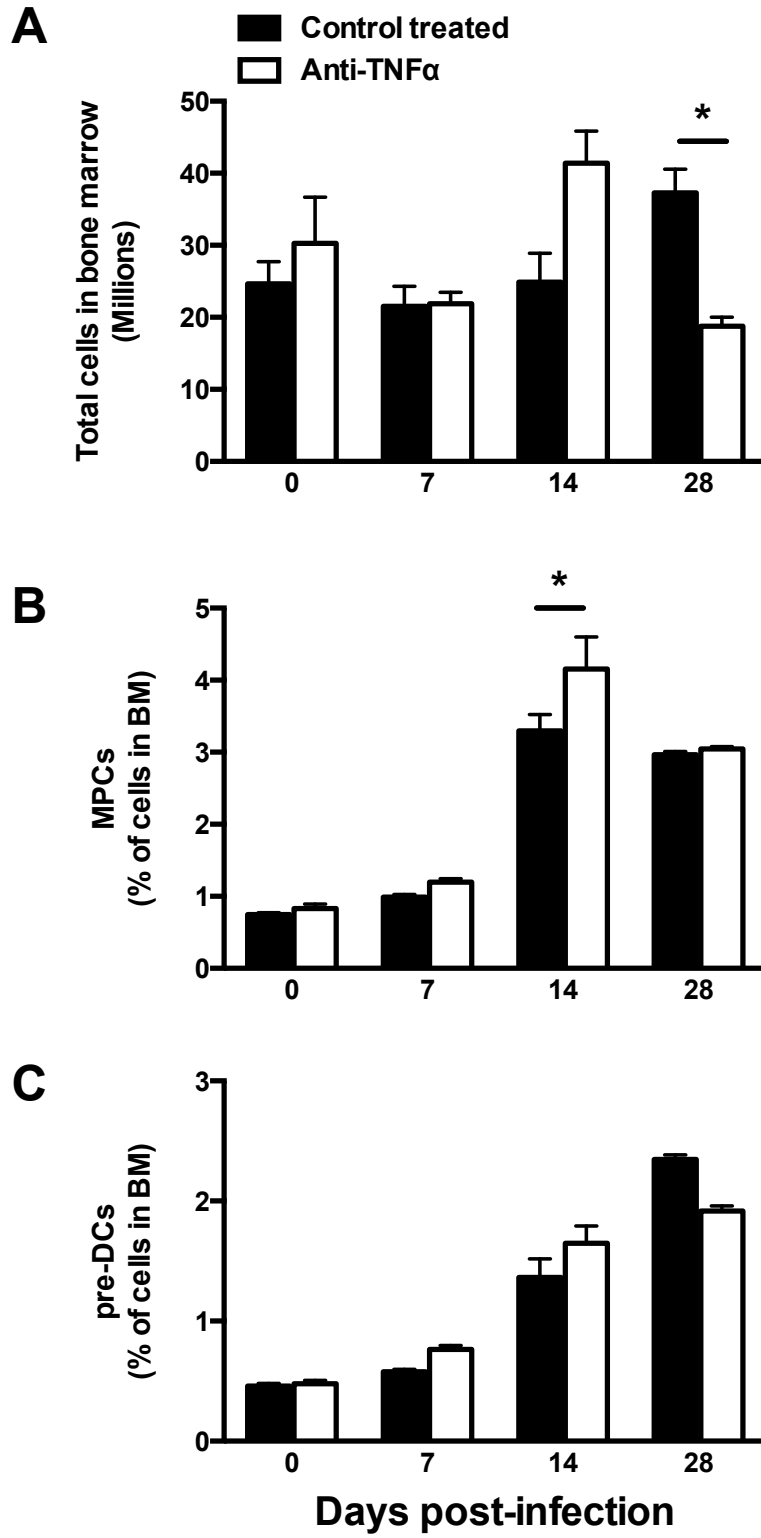 A
Control treated
Anti-TNFα
Total cells in bone marrow
(Millions)
50
40
30
20
10
0
*
0 7 14 28
B
MPCs
(% of cells in BM)
5
4
3
2
1
0
*
0 7 14 28
C
pre-DCs
(% of cells in BM)
3
2
1
0
0 7 14 28
Days post-infection